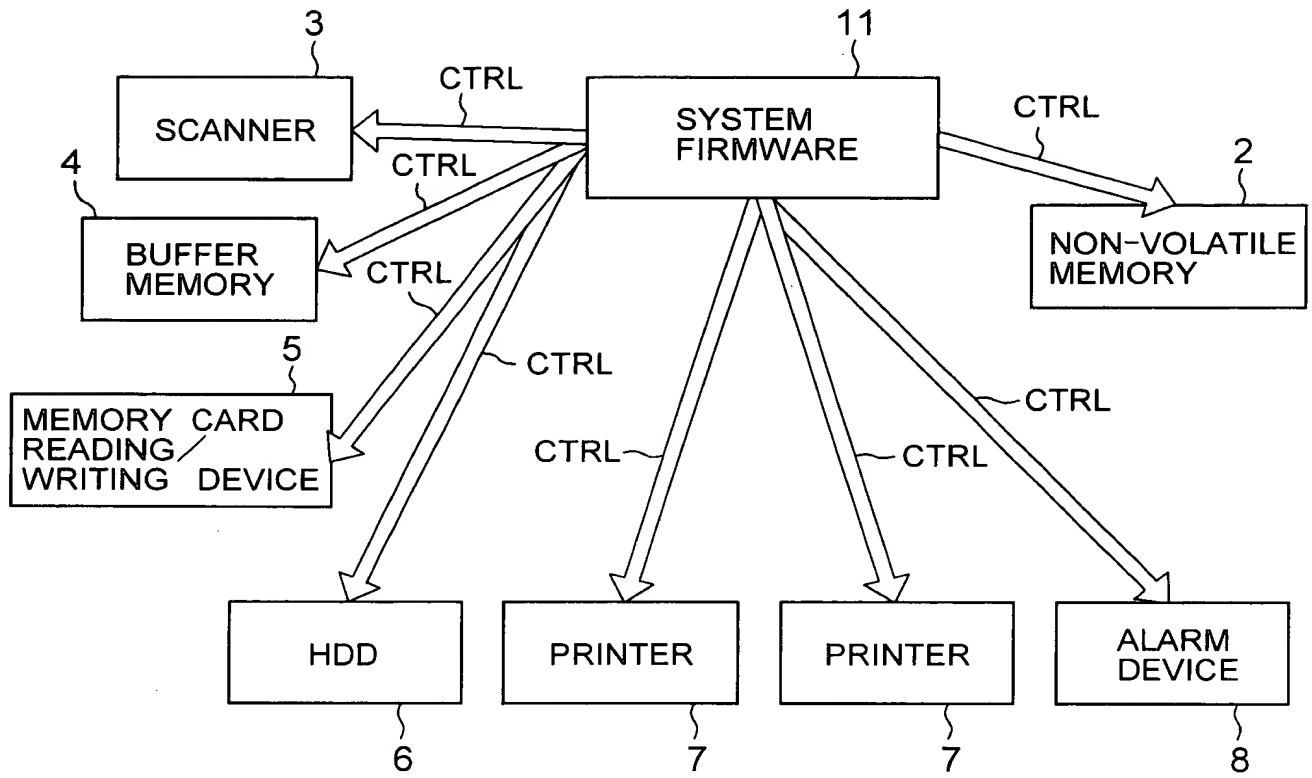 3
11
CTRL
SCANNER
SYSTEM
FIRMWARE
CTRL
2
4
CTRL
BUFFER
MEMORY
NON-VOLATILE
MEMORY
CTRL
5
CTRL
MEMORY CARD
READING/
WRITING DEVICE
CTRL
CTRL
CTRL
HDD
PRINTER
PRINTER
ALARM
DEVICE
6
7
7
8